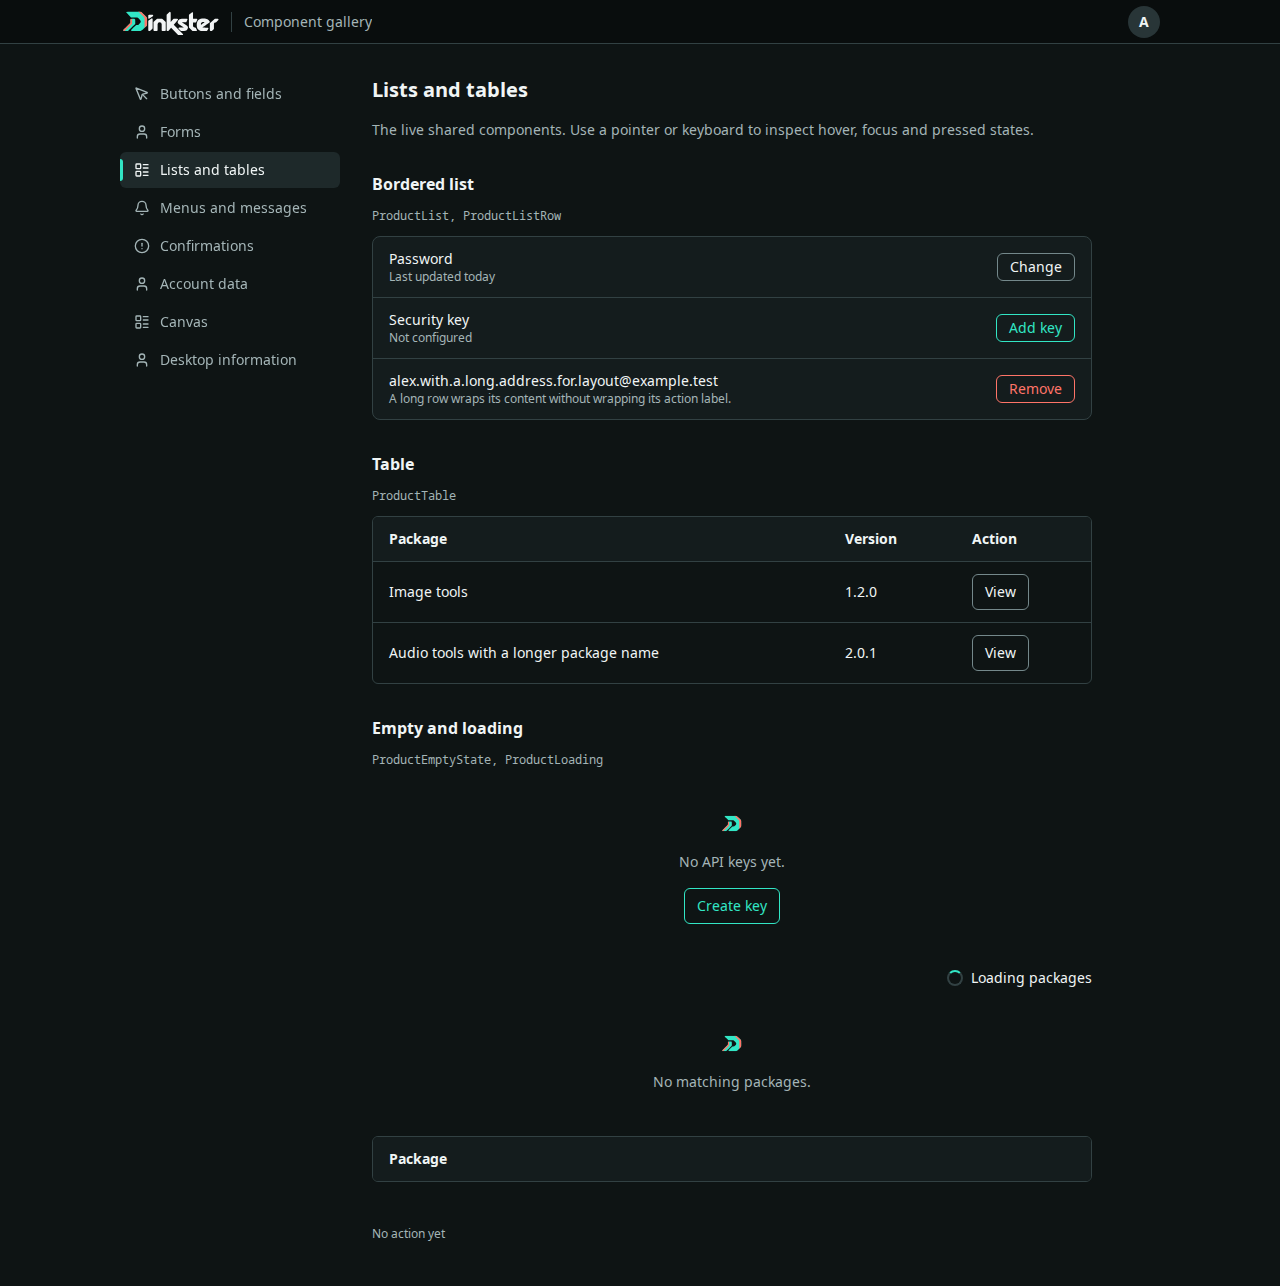 Dinkster
Component gallery
A
Buttons and fields
Forms
Lists and tables
Menus and messages
Confirmations
Account data
Canvas
Desktop information
Lists and tables
The live shared components. Use a pointer or keyboard to inspect hover, focus and pressed states.
Bordered list
ProductList, ProductListRow
Password
Last updated today
Change
Security key
Not configured
Add key
alex.with.a.long.address.for.layout@example.test
A long row wraps its content without wrapping its action label.
Remove
Table
ProductTable
Package Version Action
Image tools 1.2.0 View
Audio tools with a longer package name 2.0.1 View
Empty and loading
ProductEmptyState, ProductLoading
No API keys yet.
Create key
Loading packages
No matching packages.
Package
No action yet